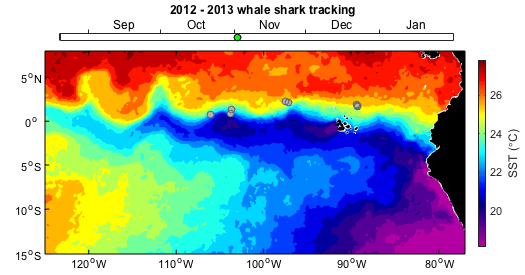 2012 - 2013 whale shark tracking
Sep Oct Nov Dec Jan
5°N
0°
5°S
10°S
15°S
120°W 110°W 100°W 90°W 80°W
26
24
22
20
SST (°C)